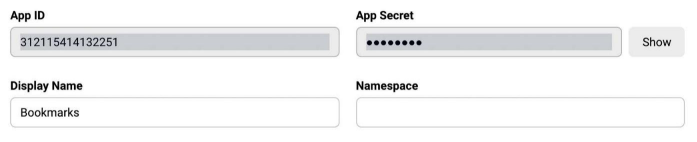 App ID
App Secret
312115414132251
●●●●●●●●
Show
Display Name
Namespace
Bookmarks